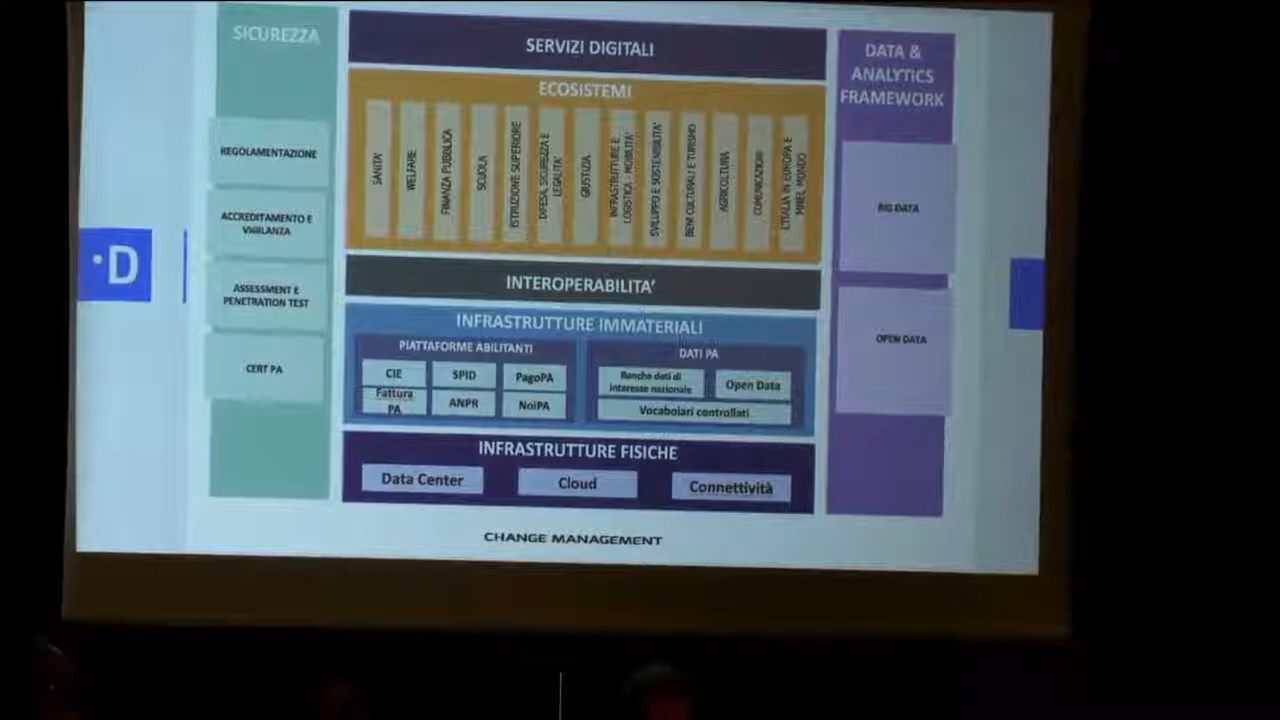 SICUREZZA
REGOLAMENTAZIONE
ACCREDITAMENTO E
VIGILANZA
ASSESSMENT E
PENETRATION TEST
CERT PA
·D
SERVIZI DIGITALI
ECOSISTEMI
SANITA'
WELFARE
FINANZA PUBBLICA
SCUOLA
ISTRUZIONE SUPERIORE
DIFESA, SICUREZZA E
LEGALITA'
GIUSTIZIA
INFRASTRUTTURE E
LOGISTICA - MOBILITA'
SVILUPPO E SOSTENIBILITA'
BENI CULTURALI E TURISMO
AGRICOLTURA
COMUNICAZIONI
L'ITALIA IN EUROPA E
NNEL MONDO
INTEROPERABILITA'
INFRASTRUTTURE IMMATERIALI
PIATTAFORME ABILITANTI
CIE
SPID
PagoPA
Fattura
PA
ANPR
NoiPA
DATI PA
Banche dati di
interesse nazionale
Open Data
Vocabolari controllati
INFRASTRUTTURE FISICHE
Data Center
Cloud
Connettività
CHANGE MANAGEMENT
DATA &
ANALYTICS
FRAMEWORK
BIG DATA
OPEN DATA